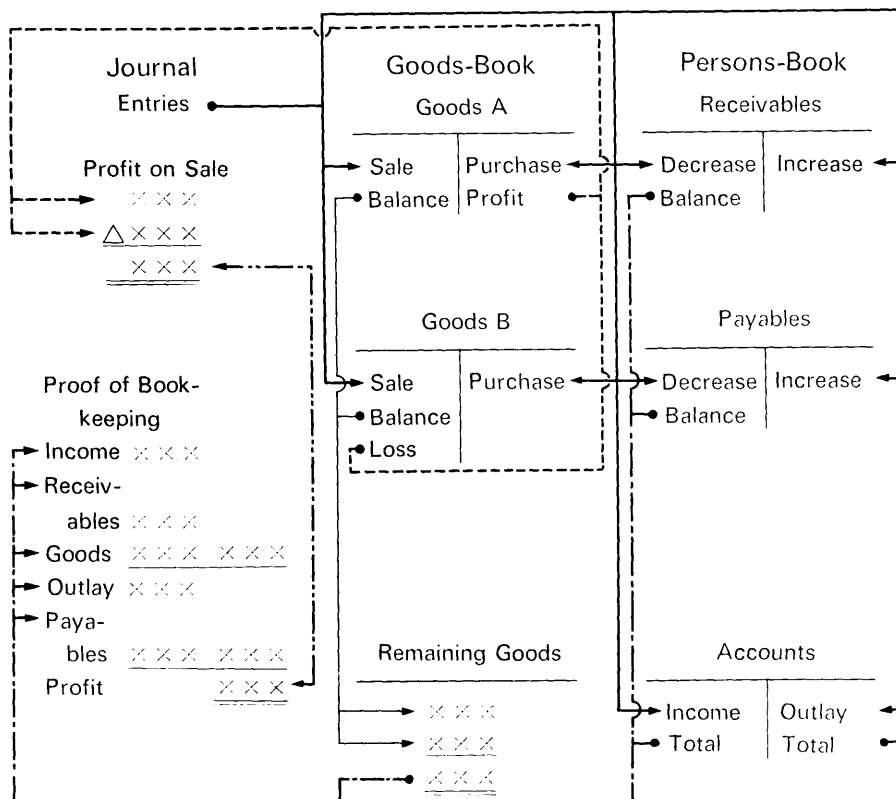 Journal
Entries
Profit on Sale
× × ×
△ × × ×
× × ×
Proof of Book-
keeping
Income × × ×
Receiv-
ables × × ×
Goods × × × × × ×
Outlay × × ×
Paya-
bles × × × × × ×
Profit × × ×
Goods-Book
Goods A
Sale Purchase
Balance Profit
Goods B
Sale Purchase
Balance
Loss
Remaining Goods
× × ×
× × ×
× × ×
Persons-Book
Receivables
Decrease Increase
Balance
Payables
Decrease Increase
Balance
Accounts
Income Outlay
Total Total